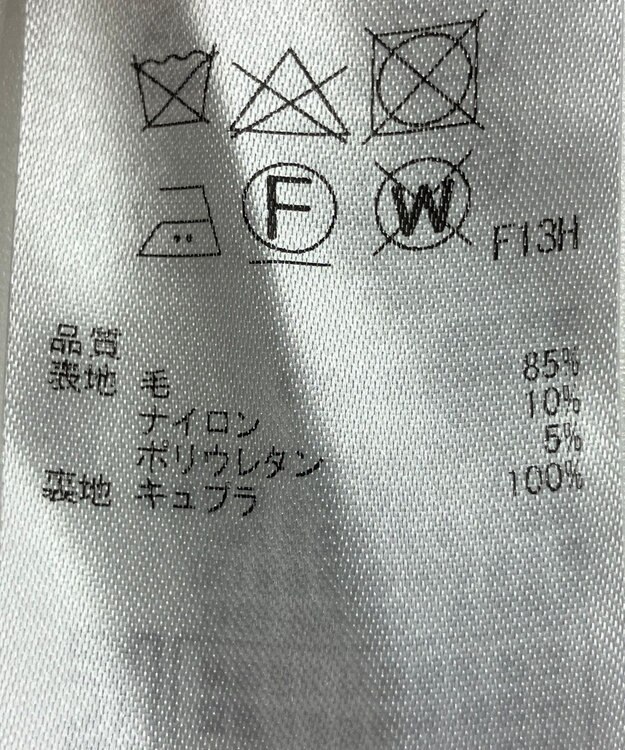 F W F13H
品質
表地 毛 85%
ナイロン 10%
ポリウレタン 5%
裏地 キュプラ 100%